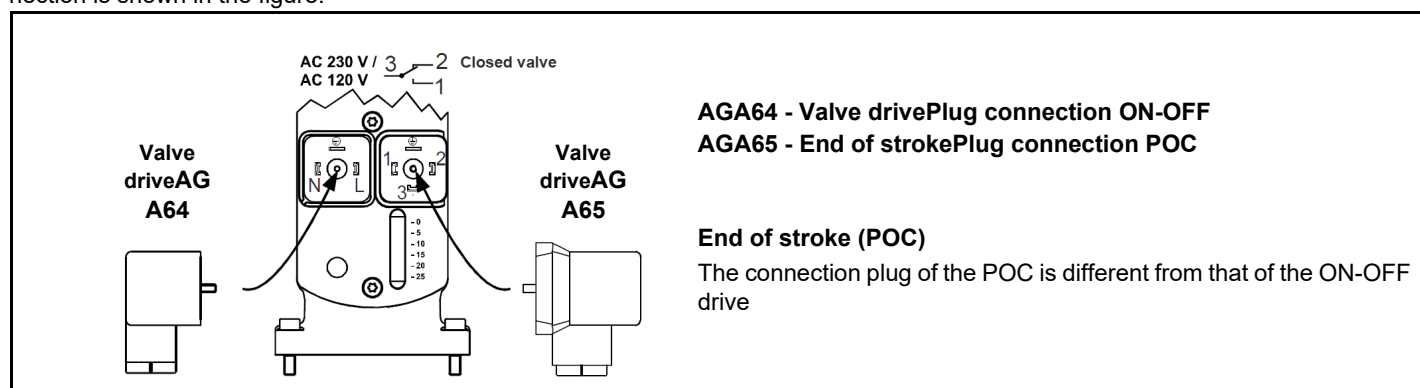 nection is shown in the figure.
AC 230 V /
AC 120 V
3
2
Closed valve
1
Valve
driveAG
A64
N
L
1
2
3
-0
-5
-10
-15
-20
-25
Valve
driveAG
A65
AGA64 - Valve drivePlug connection ON-OFF
AGA65 - End of strokePlug connection POC
End of stroke (POC)
The connection plug of the POC is different from that of the ON-OFF
drive